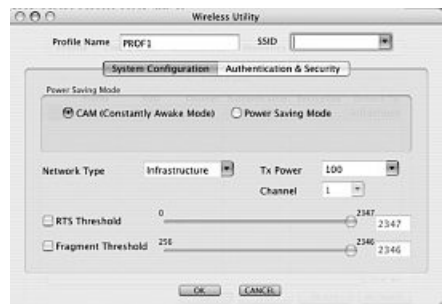 Wireless Utility
Profile Name PROF1 SSID
System Configuration Authentication & Security
Power Saving Mode
CAM (Constantly Awake Mode) Power Saving Mode
Network Type Infrastructure Tx Power 100
Channel 1
0 2347
RTS Threshold 2347
256 2346
Fragment Threshold 2346
OK CANCEL